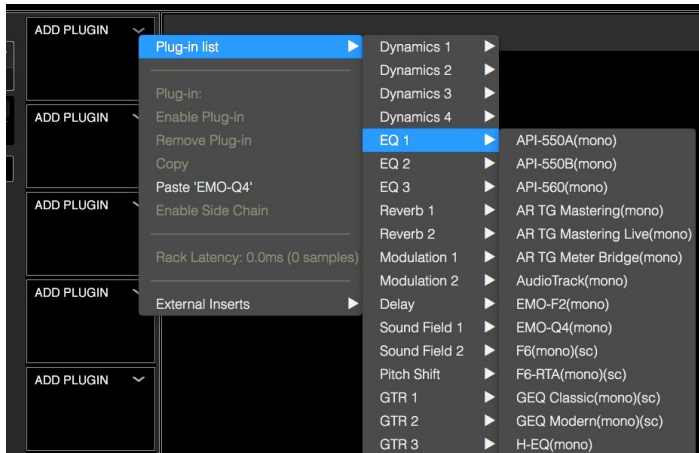 ADD PLUGIN
ADD PLUGIN
ADD PLUGIN
ADD PLUGIN
ADD PLUGIN
Plug-in list
Plug-in:
Enable Plug-in
Remove Plug-in
Copy
Paste 'EMO-Q4'
Enable Side Chain
Rack Latency: 0.0ms (0 samples)
External Inserts
Dynamics 1
Dynamics 2
Dynamics 3
Dynamics 4
EQ 1
EQ 2
EQ 3
Reverb 1
Reverb 2
Modulation 1
Modulation 2
Delay
Sound Field 1
Sound Field 2
Pitch Shift
GTR 1
GTR 2
GTR 3
API-550A(mono)
API-550B(mono)
API-560(mono)
AR TG Mastering(mono)
AR TG Mastering Live(mono)
AR TG Meter Bridge(mono)
AudioTrack(mono)
EMO-F2(mono)
EMO-Q4(mono)
F6(mono)(sc)
F6-RTA(mono)(sc)
GEQ Classic(mono)(sc)
GEQ Modern(mono)(sc)
H-EQ(mono)